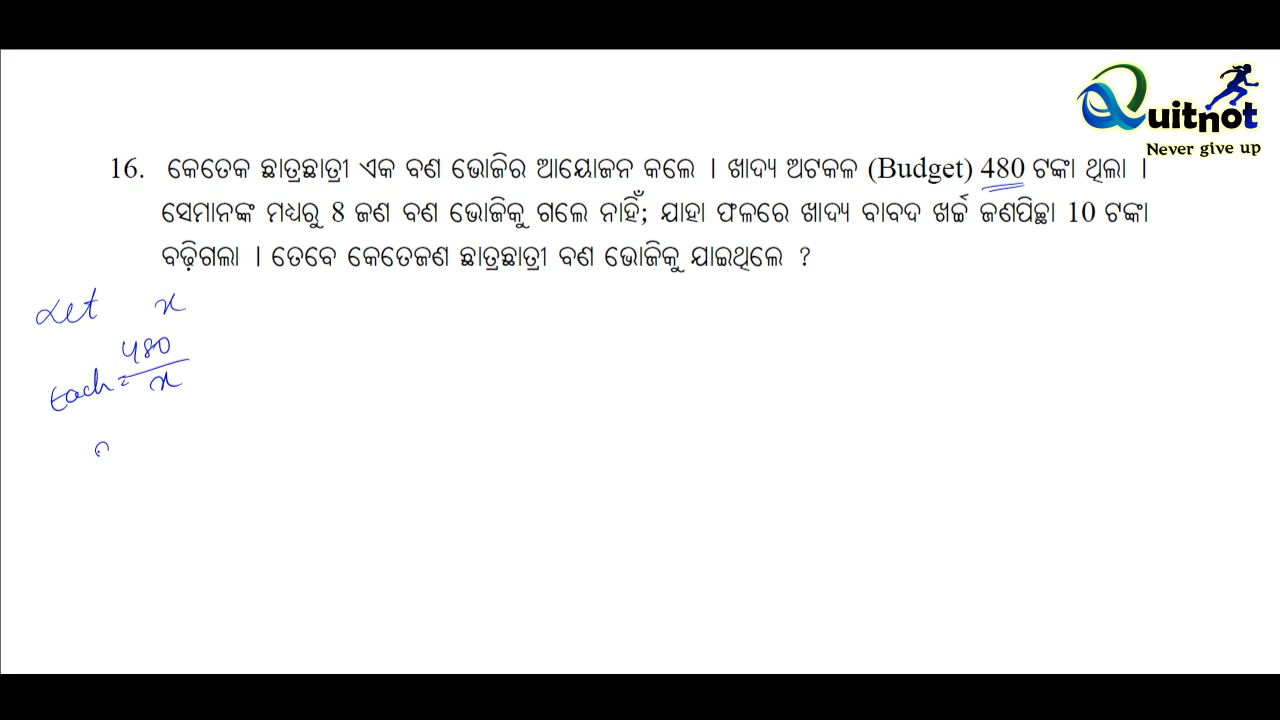 Quitnot
Never give up
16. କେତେକ ଛାତ୍ରଛାତ୍ରୀ ଏକ ବଣ ଭୋଜିର ଆୟୋଜନ କଲେ । ଖାଦ୍ୟ ଅଟକଳ (Budget) 480 ଟଙ୍କା ଥିଲା ।
ସେମାନଙ୍କ ମଧ୍ୟରୁ 8 ଜଣ ବଣ ଭୋଜିକୁ ଗଲେ ନାହିଁ; ଯାହା ଫଳରେ ଖାଦ୍ୟ ବାବଦ ଖର୍ଚ୍ଚ ଜଣପିଛା 10 ଟଙ୍କା
ବଢ଼ିଗଲା । ତେବେ କେତେଜଣ ଛାତ୍ରଛାତ୍ରୀ ବଣ ଭୋଜିକୁ ଯାଇଥିଲେ ?
Let x
480
Each = x